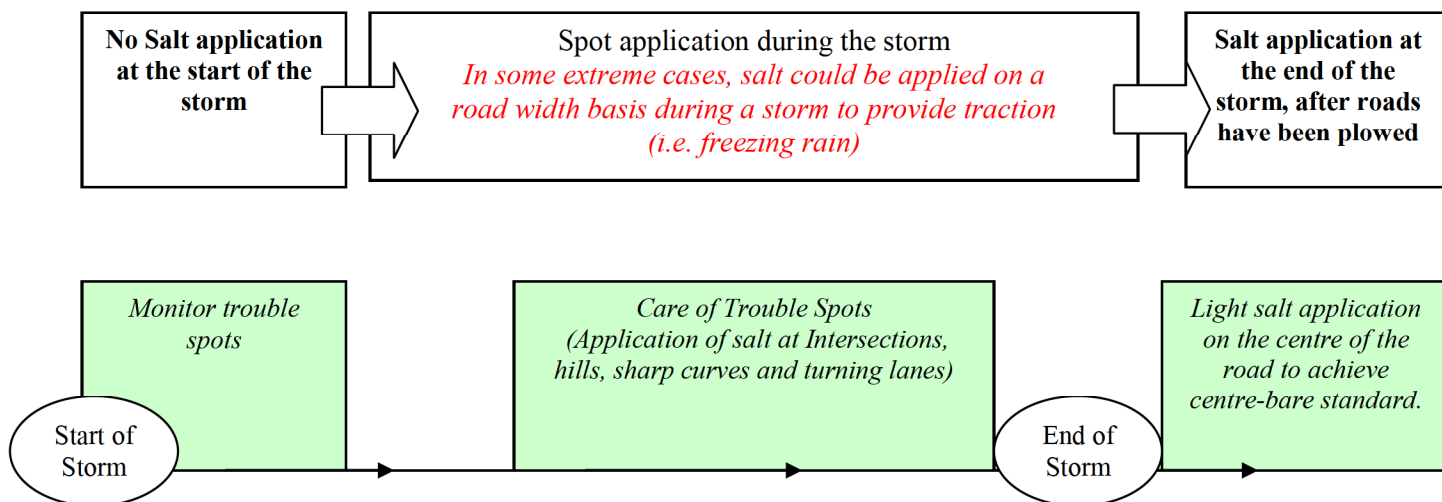 No Salt application
at the start of the
storm
Spot application during the storm
In some extreme cases, salt could be applied on a
road width basis during a storm to provide traction
(i.e. freezing rain)
Salt application at
the end of the
storm, after roads
have been plowed
Monitor trouble
spots
Care of Trouble Spots
(Application of salt at Intersections,
hills, sharp curves and turning lanes)
Light salt application
on the centre of the
road to achieve
centre-bare standard.
Start of
Storm
End of
Storm